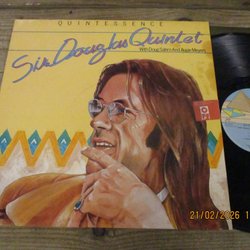 QUINTESSENCE
Sir Douglas Quintet
With Doug Sahm And Augie Meyers
21/02/2026